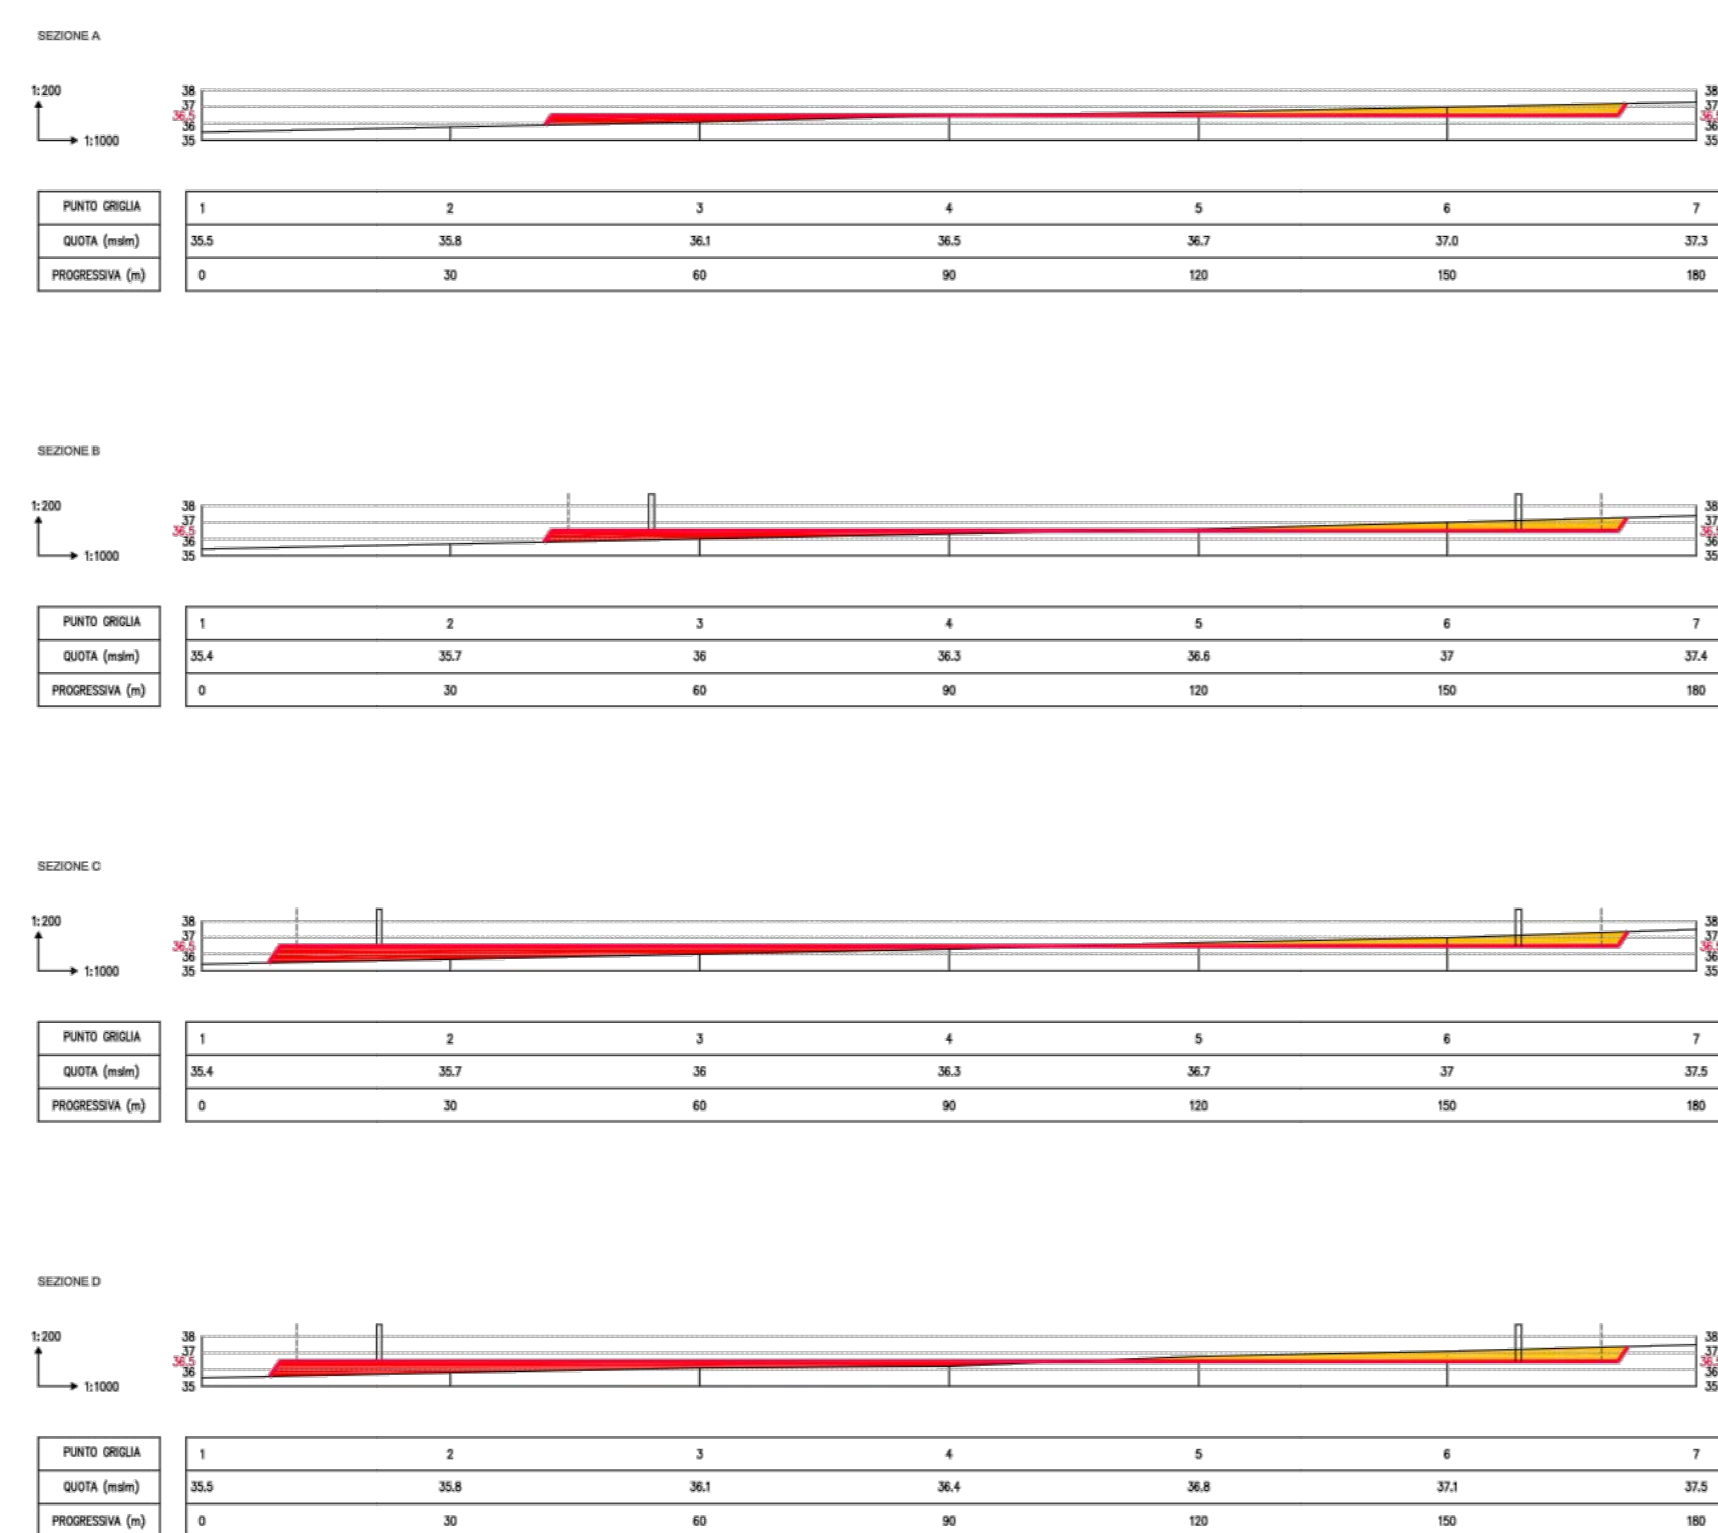 SEZIONE A
1:200
1:1000
38 38
37 37
36.5
36 36
35 35
PUNTO GRIGLIA 1 2 3 4 5 6 7
QUOTA (mslm) 35.5 35.8 36.1 36.5 36.7 37.0 37.3
PROGRESSIVA (m) 0 30 60 90 120 150 180
SEZIONE B
1:200
1:1000
38 38
37 37
36.5
36 36
35 35
PUNTO GRIGLIA 1 2 3 4 5 6 7
QUOTA (mslm) 35.4 35.7 36 36.3 36.6 37 37.4
PROGRESSIVA (m) 0 30 60 90 120 150 180
SEZIONE C
1:200
1:1000
38 38
37 37
36.5
36 36
35 35
PUNTO GRIGLIA 1 2 3 4 5 6 7
QUOTA (mslm) 35.4 35.7 36 36.3 36.7 37 37.5
PROGRESSIVA (m) 0 30 60 90 120 150 180
SEZIONE D
1:200
1:1000
38 38
37 37
36.5
36 36
35 35
PUNTO GRIGLIA 1 2 3 4 5 6 7
QUOTA (mslm) 35.5 35.8 36.1 36.4 36.8 37.1 37.5
PROGRESSIVA (m) 0 30 60 90 120 150 180